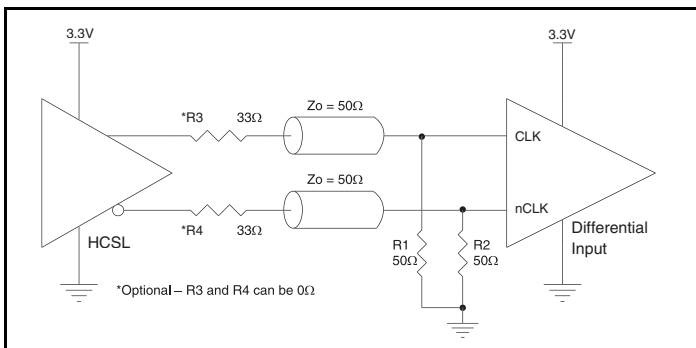 3.3V
3.3V
*R3
33Ω
Zo = 50Ω
CLK
Zo = 50Ω
nCLK
*R4
33Ω
HCSL
R1
50Ω
R2
50Ω
Differential
Input
*Optional – R3 and R4 can be 0Ω